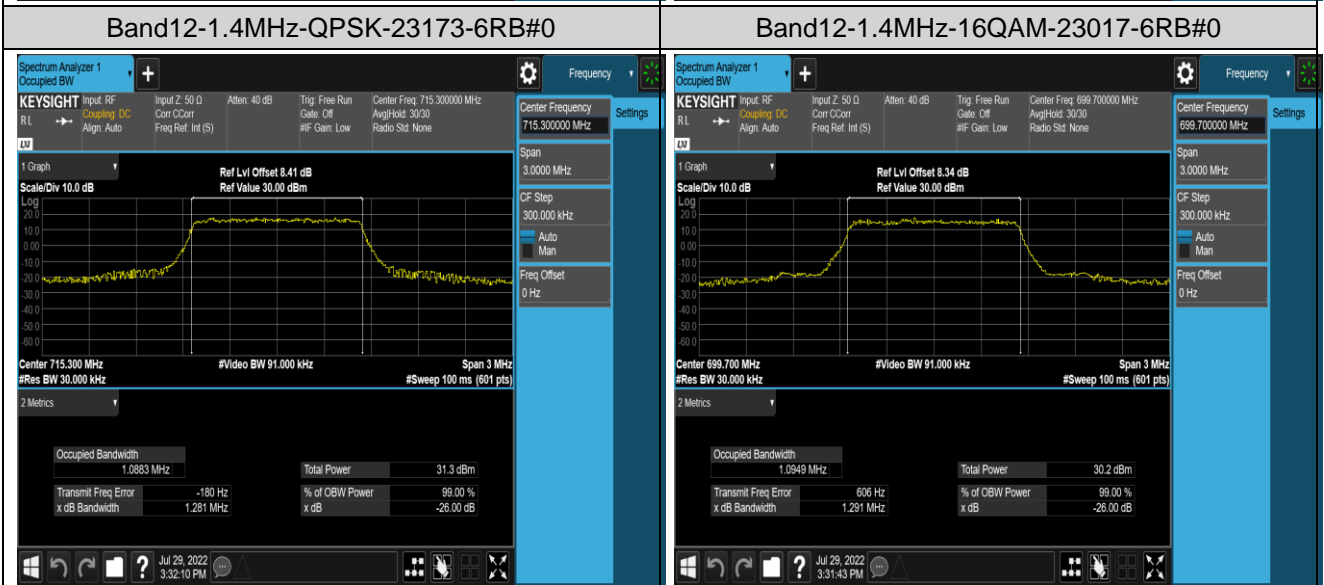 Band12-1.4MHz-QPSK-23173-6RB#0
Spectrum Analyzer 1
Occupied BW
Frequency
KEYSIGHT
RL
Input: RF
Coupling: DC
Align: Auto
Input Z: 50 Ω
Corr CCorr
Freq Ref: Int (S)
Atten: 40 dB
Trig: Free Run
Gate: Off
#IF Gain: Low
Center Freq: 715.300000 MHz
Avg|Hold: 30/30
Radio Std: None
LXI
Center Frequency
715.300000 MHz
Settings
Span
3.0000 MHz
CF Step
300.000 kHz
Auto
Man
Freq Offset
0 Hz
1 Graph
Scale/Div 10.0 dB
Ref Lvl Offset 8.41 dB
Ref Value 30.00 dBm
Log
20.0
10.0
0.00
-10.0
-20.0
-30.0
-40.0
-50.0
-60.0
Center 715.300 MHz
#Video BW 91.000 kHz
Span 3 MHz
#Res BW 30.000 kHz
#Sweep 100 ms (601 pts)
2 Metrics
Occupied Bandwidth
1.0883 MHz
Total Power 31.3 dBm
Transmit Freq Error -180 Hz
% of OBW Power 99.00 %
x dB Bandwidth 1.281 MHz
x dB -26.00 dB
Jul 29, 2022
3:32:10 PM
Band12-1.4MHz-16QAM-23017-6RB#0
Spectrum Analyzer 1
Occupied BW
Frequency
KEYSIGHT
RL
Input: RF
Coupling: DC
Align: Auto
Input Z: 50 Ω
Corr CCorr
Freq Ref: Int (S)
Atten: 40 dB
Trig: Free Run
Gate: Off
#IF Gain: Low
Center Freq: 699.700000 MHz
Avg|Hold: 30/30
Radio Std: None
LXI
Center Frequency
699.700000 MHz
Settings
Span
3.0000 MHz
CF Step
300.000 kHz
Auto
Man
Freq Offset
0 Hz
1 Graph
Scale/Div 10.0 dB
Ref Lvl Offset 8.34 dB
Ref Value 30.00 dBm
Log
20.0
10.0
0.00
-10.0
-20.0
-30.0
-40.0
-50.0
-60.0
Center 699.700 MHz
#Video BW 91.000 kHz
Span 3 MHz
#Res BW 30.000 kHz
#Sweep 100 ms (601 pts)
2 Metrics
Occupied Bandwidth
1.0949 MHz
Total Power 30.2 dBm
Transmit Freq Error 606 Hz
% of OBW Power 99.00 %
x dB Bandwidth 1.291 MHz
x dB -26.00 dB
Jul 29, 2022
3:31:43 PM